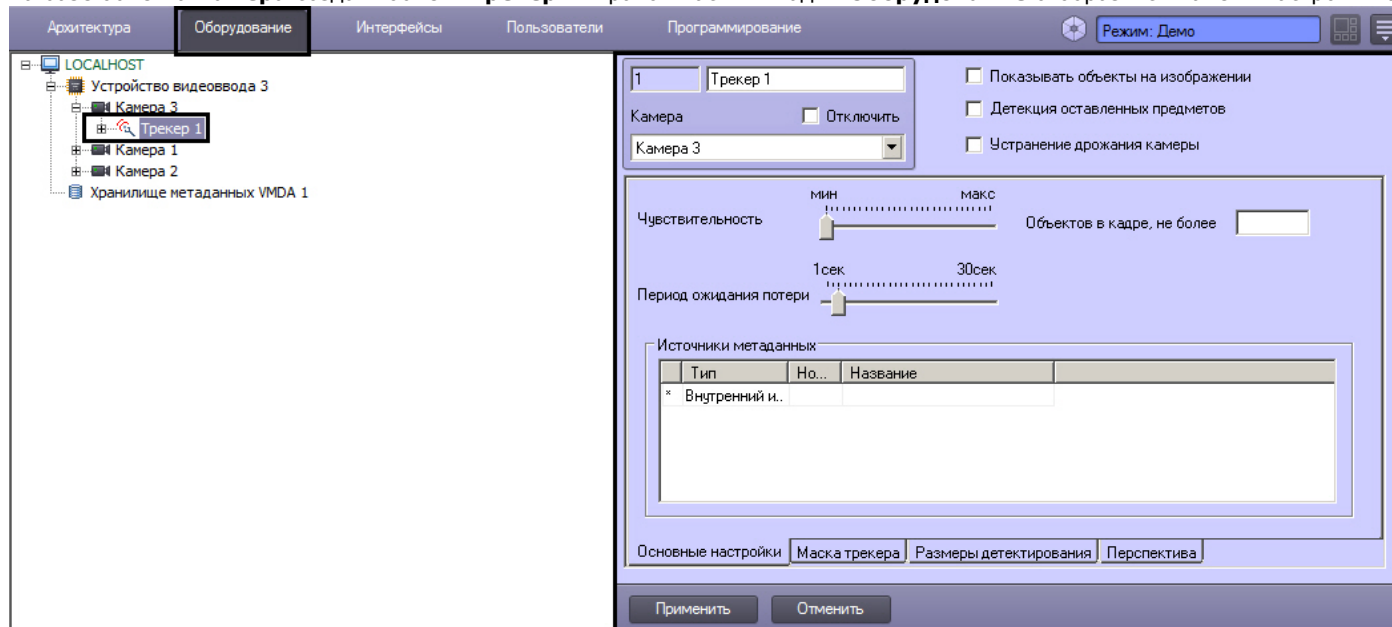 Архитектура
Оборудование
Интерфейсы
Пользователи
Программирование
Режим: Демо
LOCALHOST
Устройство видеоввода 3
Камера 3
Трекер 1
Камера 1
Камера 2
Хранилище метаданных VMDA 1
1
Трекер 1
Камера
Отключить
Камера 3
Показывать объекты на изображении
Детекция оставленных предметов
Устранение дрожания камеры
мин
макс
Чувствительность
Объектов в кадре, не более
1сек
30сек
Период ожидания потери
Источники метаданных
Тип
Но...
Название
* Внутренний и..
Основные настройки
Маска трекера
Размеры детектирования
Перспектива
Применить
Отменить